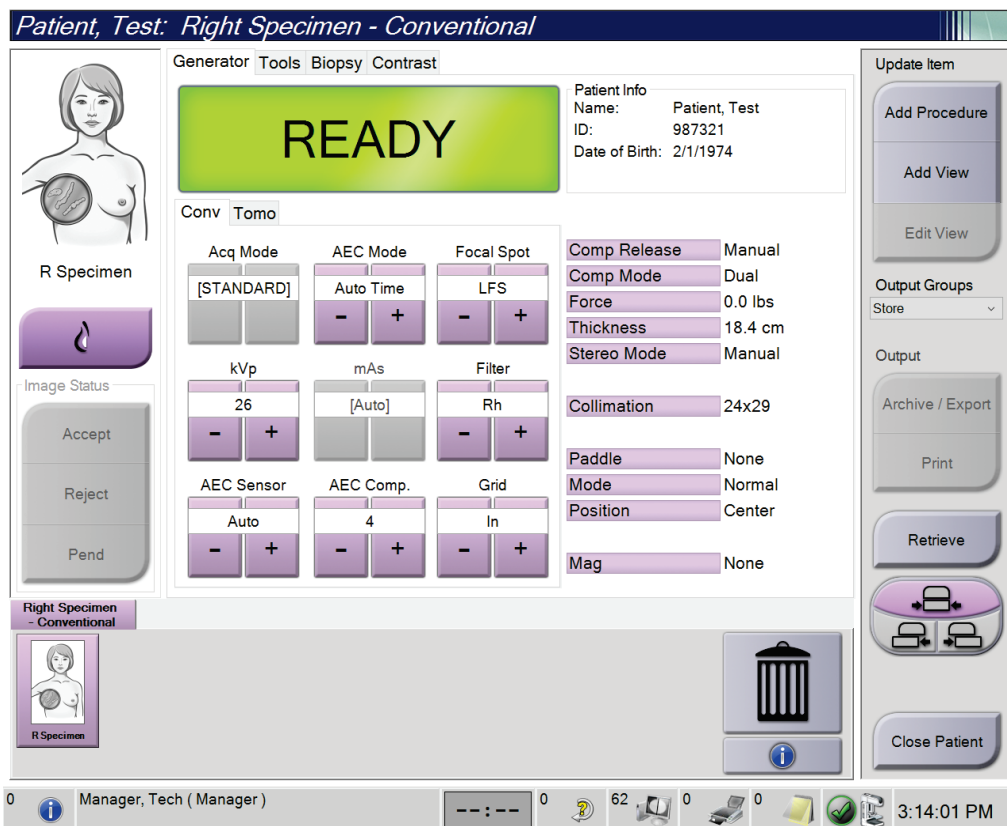 Patient, Test: Right Specimen - Conventional
Generator Tools Biopsy Contrast
READY
Patient Info
Name: Patient, Test
ID: 987321
Date of Birth: 2/1/1974
R Specimen
Image Status
Accept
Reject
Pend
Conv Tomo
Acq Mode AEC Mode Focal Spot
[STANDARD] Auto Time LFS
- + - +
kVp mAs Filter
26 [Auto] Rh
- + - +
AEC Sensor AEC Comp. Grid
Auto 4 In
- + - + - +
Comp Release Manual
Comp Mode Dual
Force 0.0 lbs
Thickness 18.4 cm
Stereo Mode Manual
Collimation 24x29
Paddle None
Mode Normal
Position Center
Mag None
Update Item
Add Procedure
Add View
Edit View
Output Groups
Store
Output
Archive / Export
Print
Retrieve
Close Patient
Right Specimen
- Conventional
R Specimen
i
0 i Manager, Tech ( Manager ) --:-- 0 ? 62 0 0 3:14:01 PM